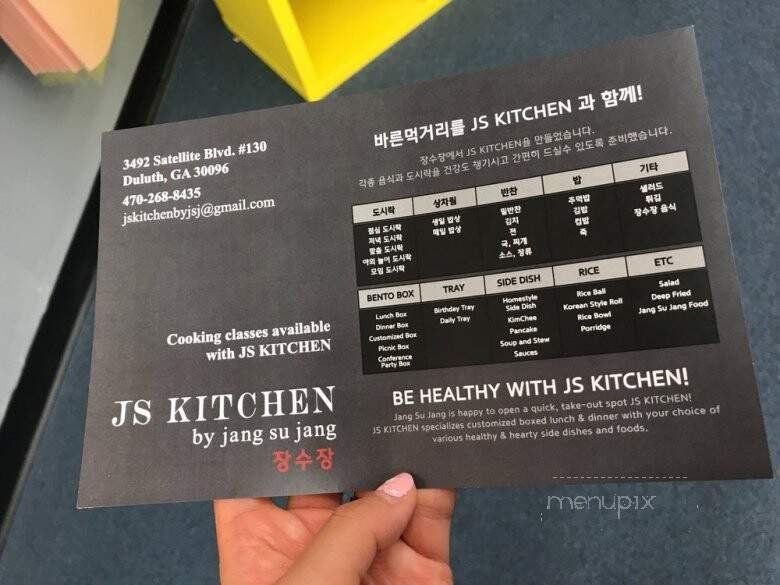 3492 Satellite Blvd. #130
Duluth, GA 30096
470-268-8435
jskitchenbyjsj@gmail.com
Cooking classes available
with JS KITCHEN
JS KITCHEN
by jang su jang
장수장
바른먹거리를 JS KITCHEN 과 함께!
장수장에서 JS KITCHEN을 만들었습니다.
각종 음식과 도시락을 건강도 챙기시고 간편히 드실수 있도록 준비했습니다.
도시락 상차림 반찬 밥 기타
점심 도시락
저녁 도시락
맞춤 도시락
야외 놀이 도시락
모임 도시락
생일 밥상
매일 밥상
밑반찬
김치
전
국, 찌개
소스, 장류
주먹밥
김밥
컵밥
죽
샐러드
튀김
장수장 음식
BENTO BOX TRAY SIDE DISH RICE ETC
Lunch Box
Dinner Box
Customized Box
Picnic Box
Conference
Party Box
Birthday Tray
Daily Tray
Homestyle
Side Dish
KimChee
Pancake
Soup and Stew
Sauces
Rice Ball
Korean Style Roll
Rice Bowl
Porridge
Salad
Deep Fried
Jang Su Jang Food
BE HEALTHY WITH JS KITCHEN!
Jang Su Jang is happy to open a quick, take-out spot JS KITCHEN!
JS KITCHEN specializes customized boxed lunch & dinner with your choice of
various healthy & hearty side dishes and foods.
menupix